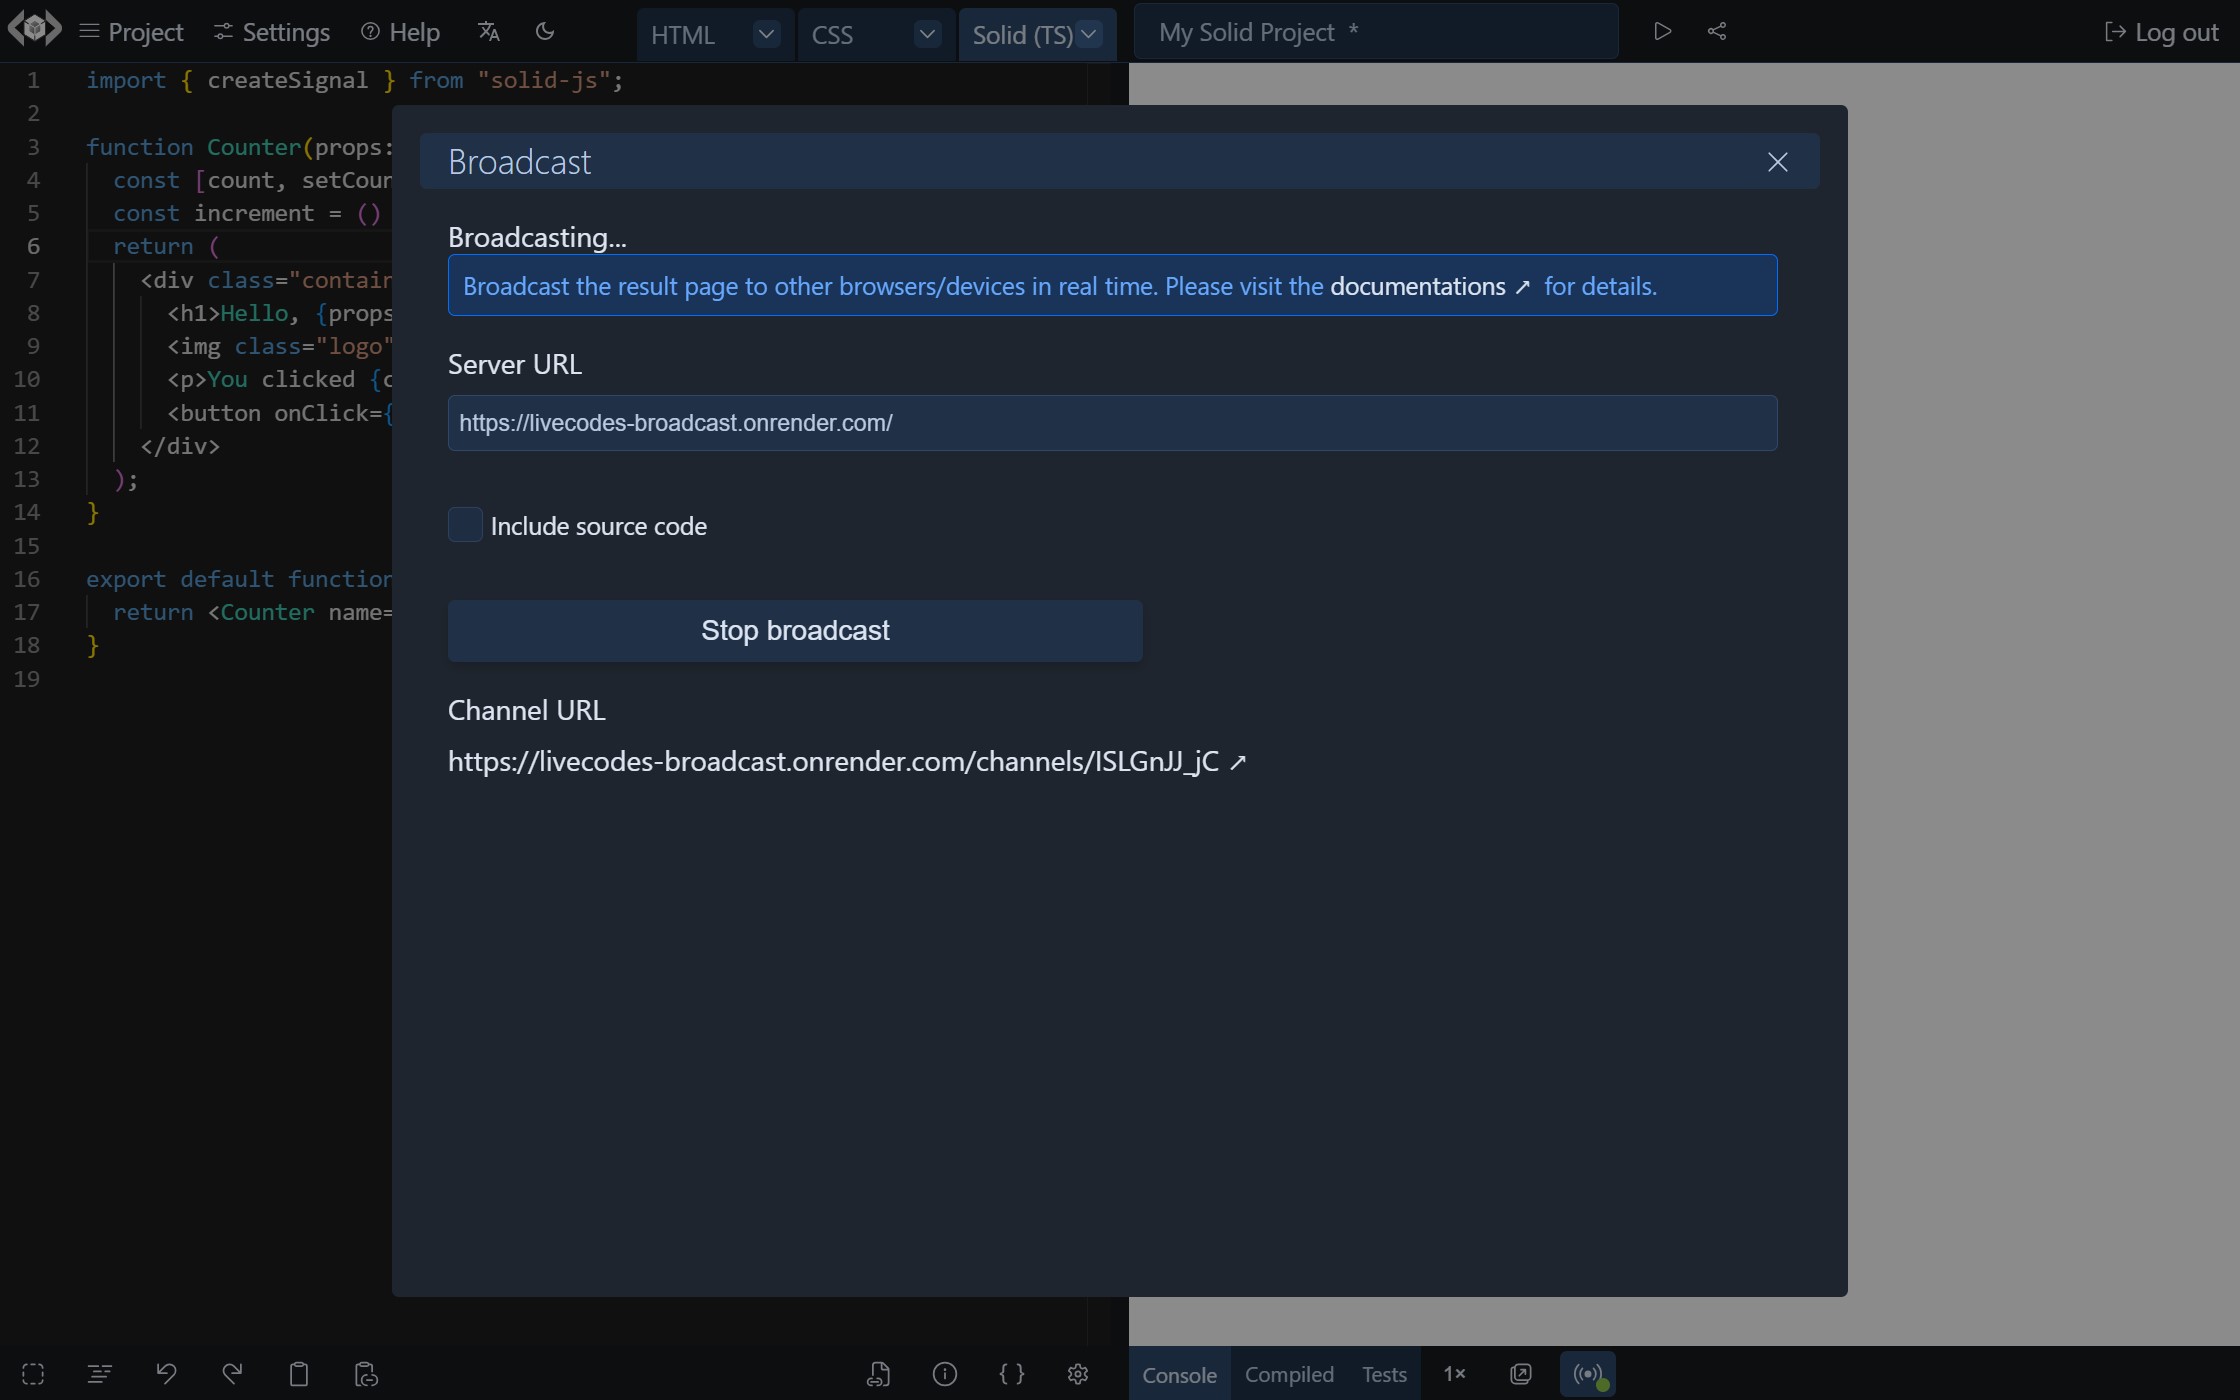 Project
Settings
Help
HTML
CSS
Solid (TS)
My Solid Project *
Log out
1 import { createSignal } from "solid-js";
2
3 function Counter(props:
4 const [count, setCoun
5 const increment = ()
6 return (
7 <div class="contain
8 <h1>Hello, {props
9 <img class="logo"
10 <p>You clicked {c
11 <button onClick={
12 </div>
13 );
14 }
15
16 export default function
17 return <Counter name=
18 }
19
Broadcast
Broadcasting...
Broadcast the result page to other browsers/devices in real time. Please visit the documentations ↗ for details.
Server URL
https://livecodes-broadcast.onrender.com/
Include source code
Stop broadcast
Channel URL
https://livecodes-broadcast.onrender.com/channels/ISLGnJJ_jC ↗
Console
Compiled
Tests
1×